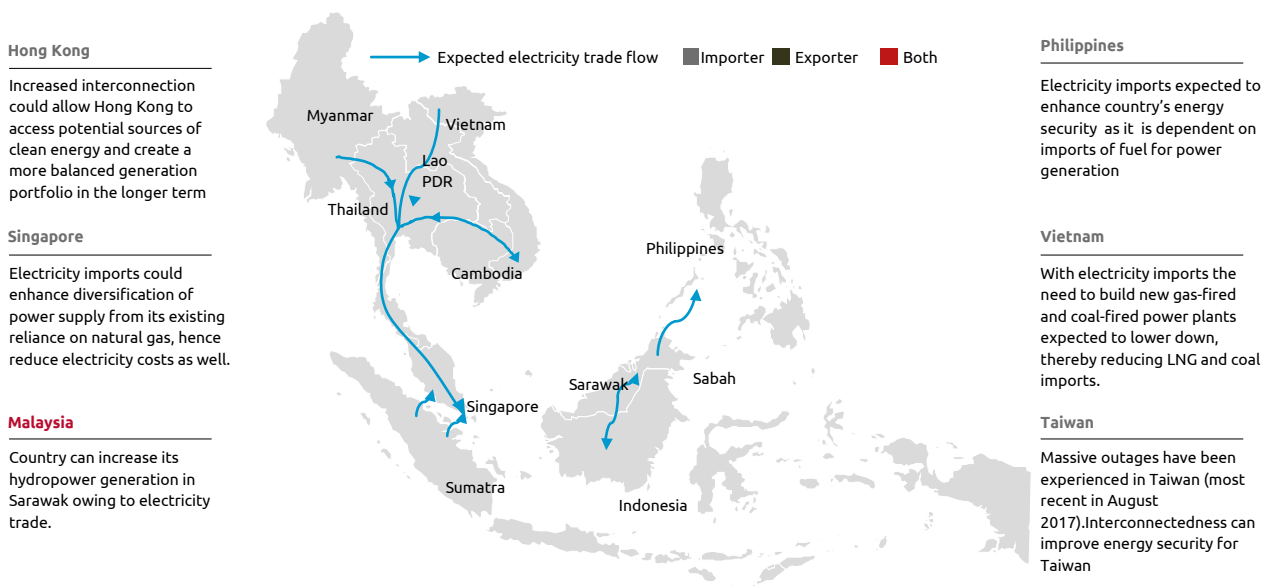 Expected electricity trade flow
Importer
Exporter
Both
Hong Kong
Increased interconnection
could allow Hong Kong to
access potential sources of
clean energy and create a
more balanced generation
portfolio in the longer term
Singapore
Electricity imports could
enhance diversification of
power supply from its existing
reliance on natural gas, hence
reduce electricity costs as well.
Malaysia
Country can increase its
hydropower generation in
Sarawak owing to electricity
trade.
Myanmar
Vietnam
Lao
PDR
Thailand
Cambodia
Philippines
Sarawak
Sabah
Singapore
Sumatra
Indonesia
Philippines
Electricity imports expected to
enhance country’s energy
security as it is dependent on
imports of fuel for power
generation
Vietnam
With electricity imports the
need to build new gas-fired
and coal-fired power plants
expected to lower down,
thereby reducing LNG and coal
imports.
Taiwan
Massive outages have been
experienced in Taiwan (most
recent in August
2017).Interconnectedness can
improve energy security for
Taiwan